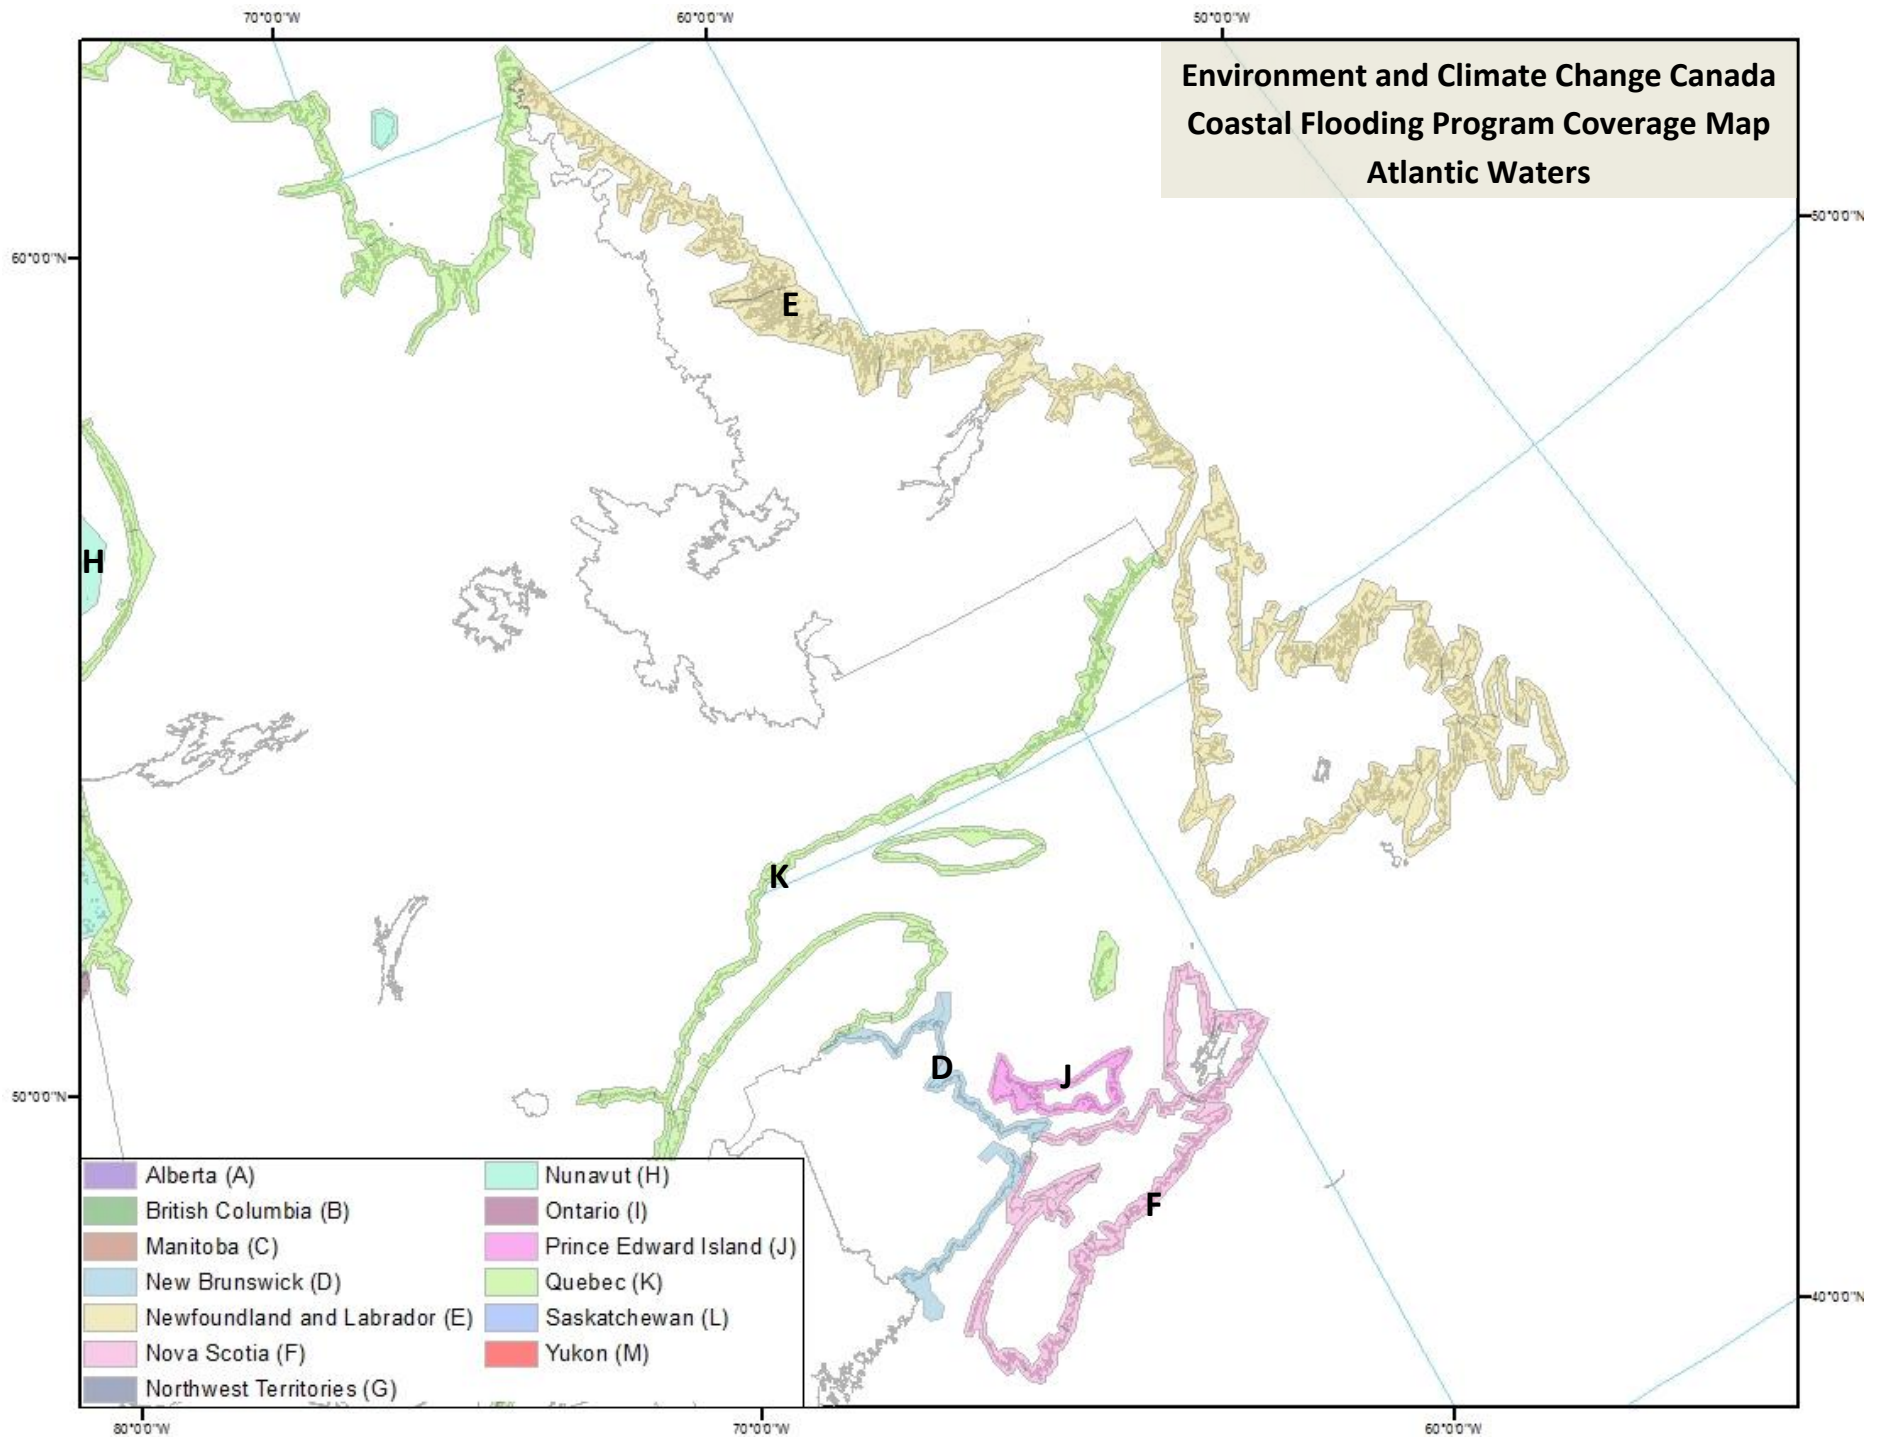 70°0'0"W
60°0'0"W
50°0'0"W
Environment and Climate Change Canada
Coastal Flooding Program Coverage Map
Atlantic Waters
50°0'0"N
60°0'0"N
E
H
K
D
J
50°0'0"N
F
40°0'0"N
Alberta (A)
British Columbia (B)
Manitoba (C)
New Brunswick (D)
Newfoundland and Labrador (E)
Nova Scotia (F)
Northwest Territories (G)
Nunavut (H)
Ontario (I)
Prince Edward Island (J)
Quebec (K)
Saskatchewan (L)
Yukon (M)
80°0'0"W
70°0'0"W
60°0'0"W